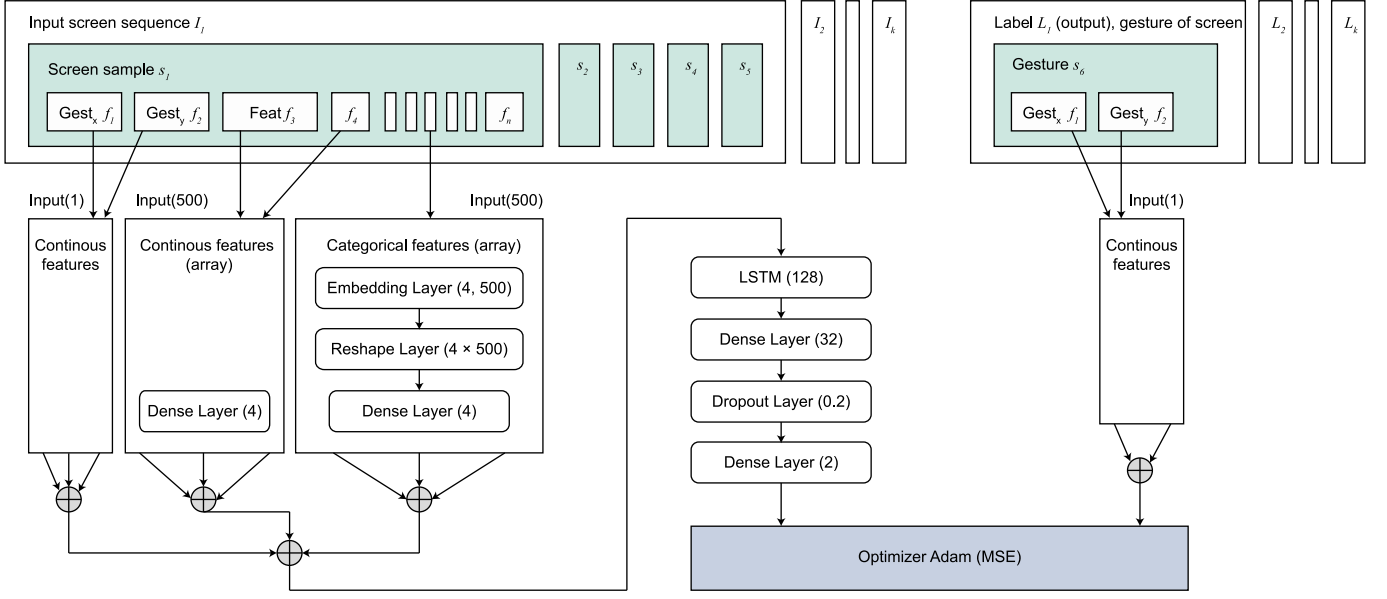 Input screen sequence I1
I2
Ik
Label L1 (output), gesture of screen
L2
Lk
Screen sample s1
s2
s3
s4
s5
Gesture s6
Gestx f1
Gesty f2
Feat f3
f4
fn
Gestx f1
Gesty f2
Input(1)
Input(500)
Input(500)
Input(1)
Continous
features
Continous features
(array)
Dense Layer (4)
Categorical features (array)
Embedding Layer (4, 500)
Reshape Layer (4 × 500)
Dense Layer (4)
LSTM (128)
Dense Layer (32)
Dropout Layer (0.2)
Dense Layer (2)
Continous
features
Optimizer Adam (MSE)